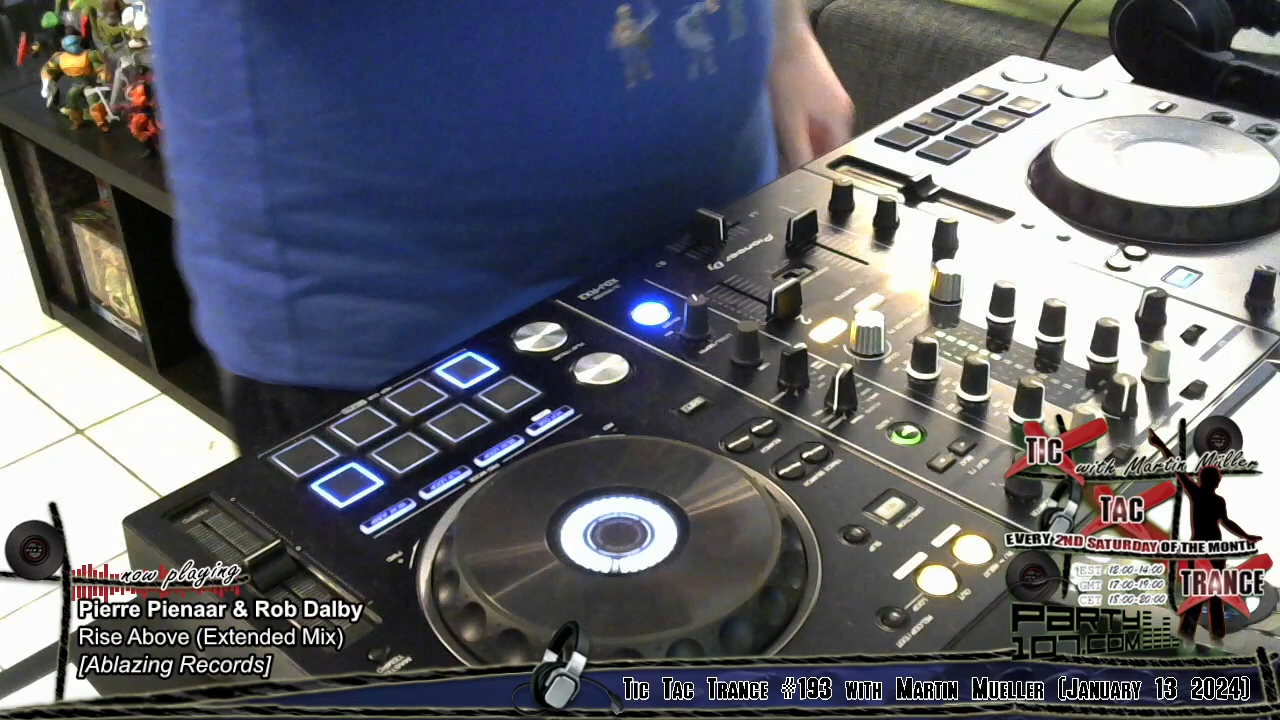 Pioneer DJ
now playing
Pierre Pienaar & Rob Dalby
Rise Above (Extended Mix)
[Ablazing Records]
TIC
with Martin Müller
TAC
EVERY 2ND SATURDAY OF THE MONTH
EST 12:00-14:00
GMT 17:00-19:00
CET 18:00-20:00
TRANCE
Party
107.com
Tic Tac Trance #193 with Martin Mueller (January 13 2024)